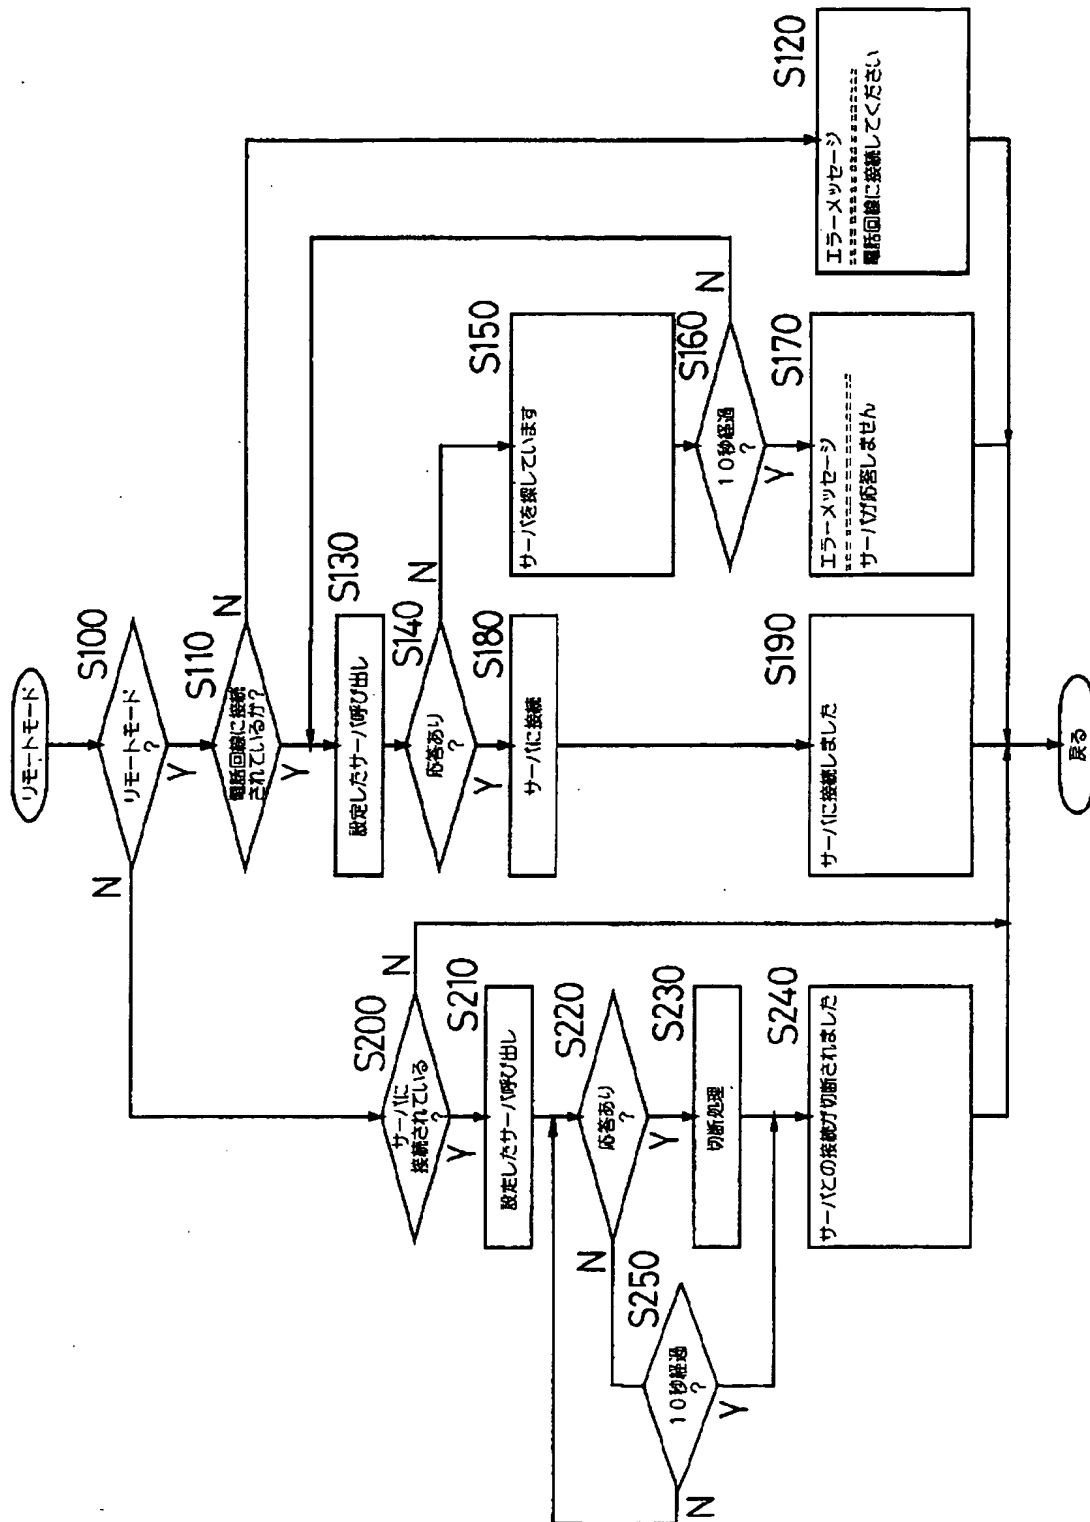 リモートモード
S100
リモートモード
?
N
Y
S110
電話回線に接続
されているか?
N
Y
S120
エラーメッセージ
==================
電話回線に接続してください
S130
設定したサーバ呼び出し
S140
応答あり
?
N
Y
S150
サーバを探しています
S160
10秒経過
?
N
Y
S170
エラーメッセージ
==================
サーバが応答しません
S180
サーバに接続
S190
サーバに接続しました
S200
サーバに
接続されている
?
N
Y
S210
設定したサーバ呼び出し
S220
応答あり
?
N
Y
S230
切断処理
S240
サーバとの接続が切断されました
S250
10秒経過
?
N
Y
戻る